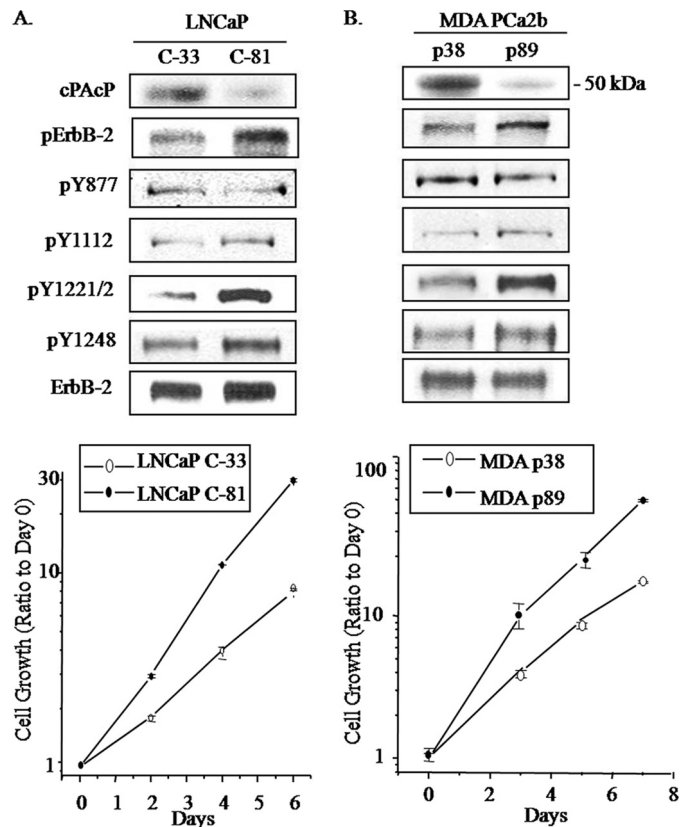 A.
LNCaP
C-33 C-81
cPAcP
pErbB-2
pY877
pY1112
pY1221/2
pY1248
ErbB-2
B.
MDA PCa2b
p38 p89
- 50 kDa
LNCaP C-33
LNCaP C-81
Cell Growth (Ratio to Day 0)
30
10
1
0 1 2 3 4 5 6
Days
MDA p38
MDA p89
Cell Growth (Ratio to Day 0)
100
10
1
0 2 4 6 8
Days